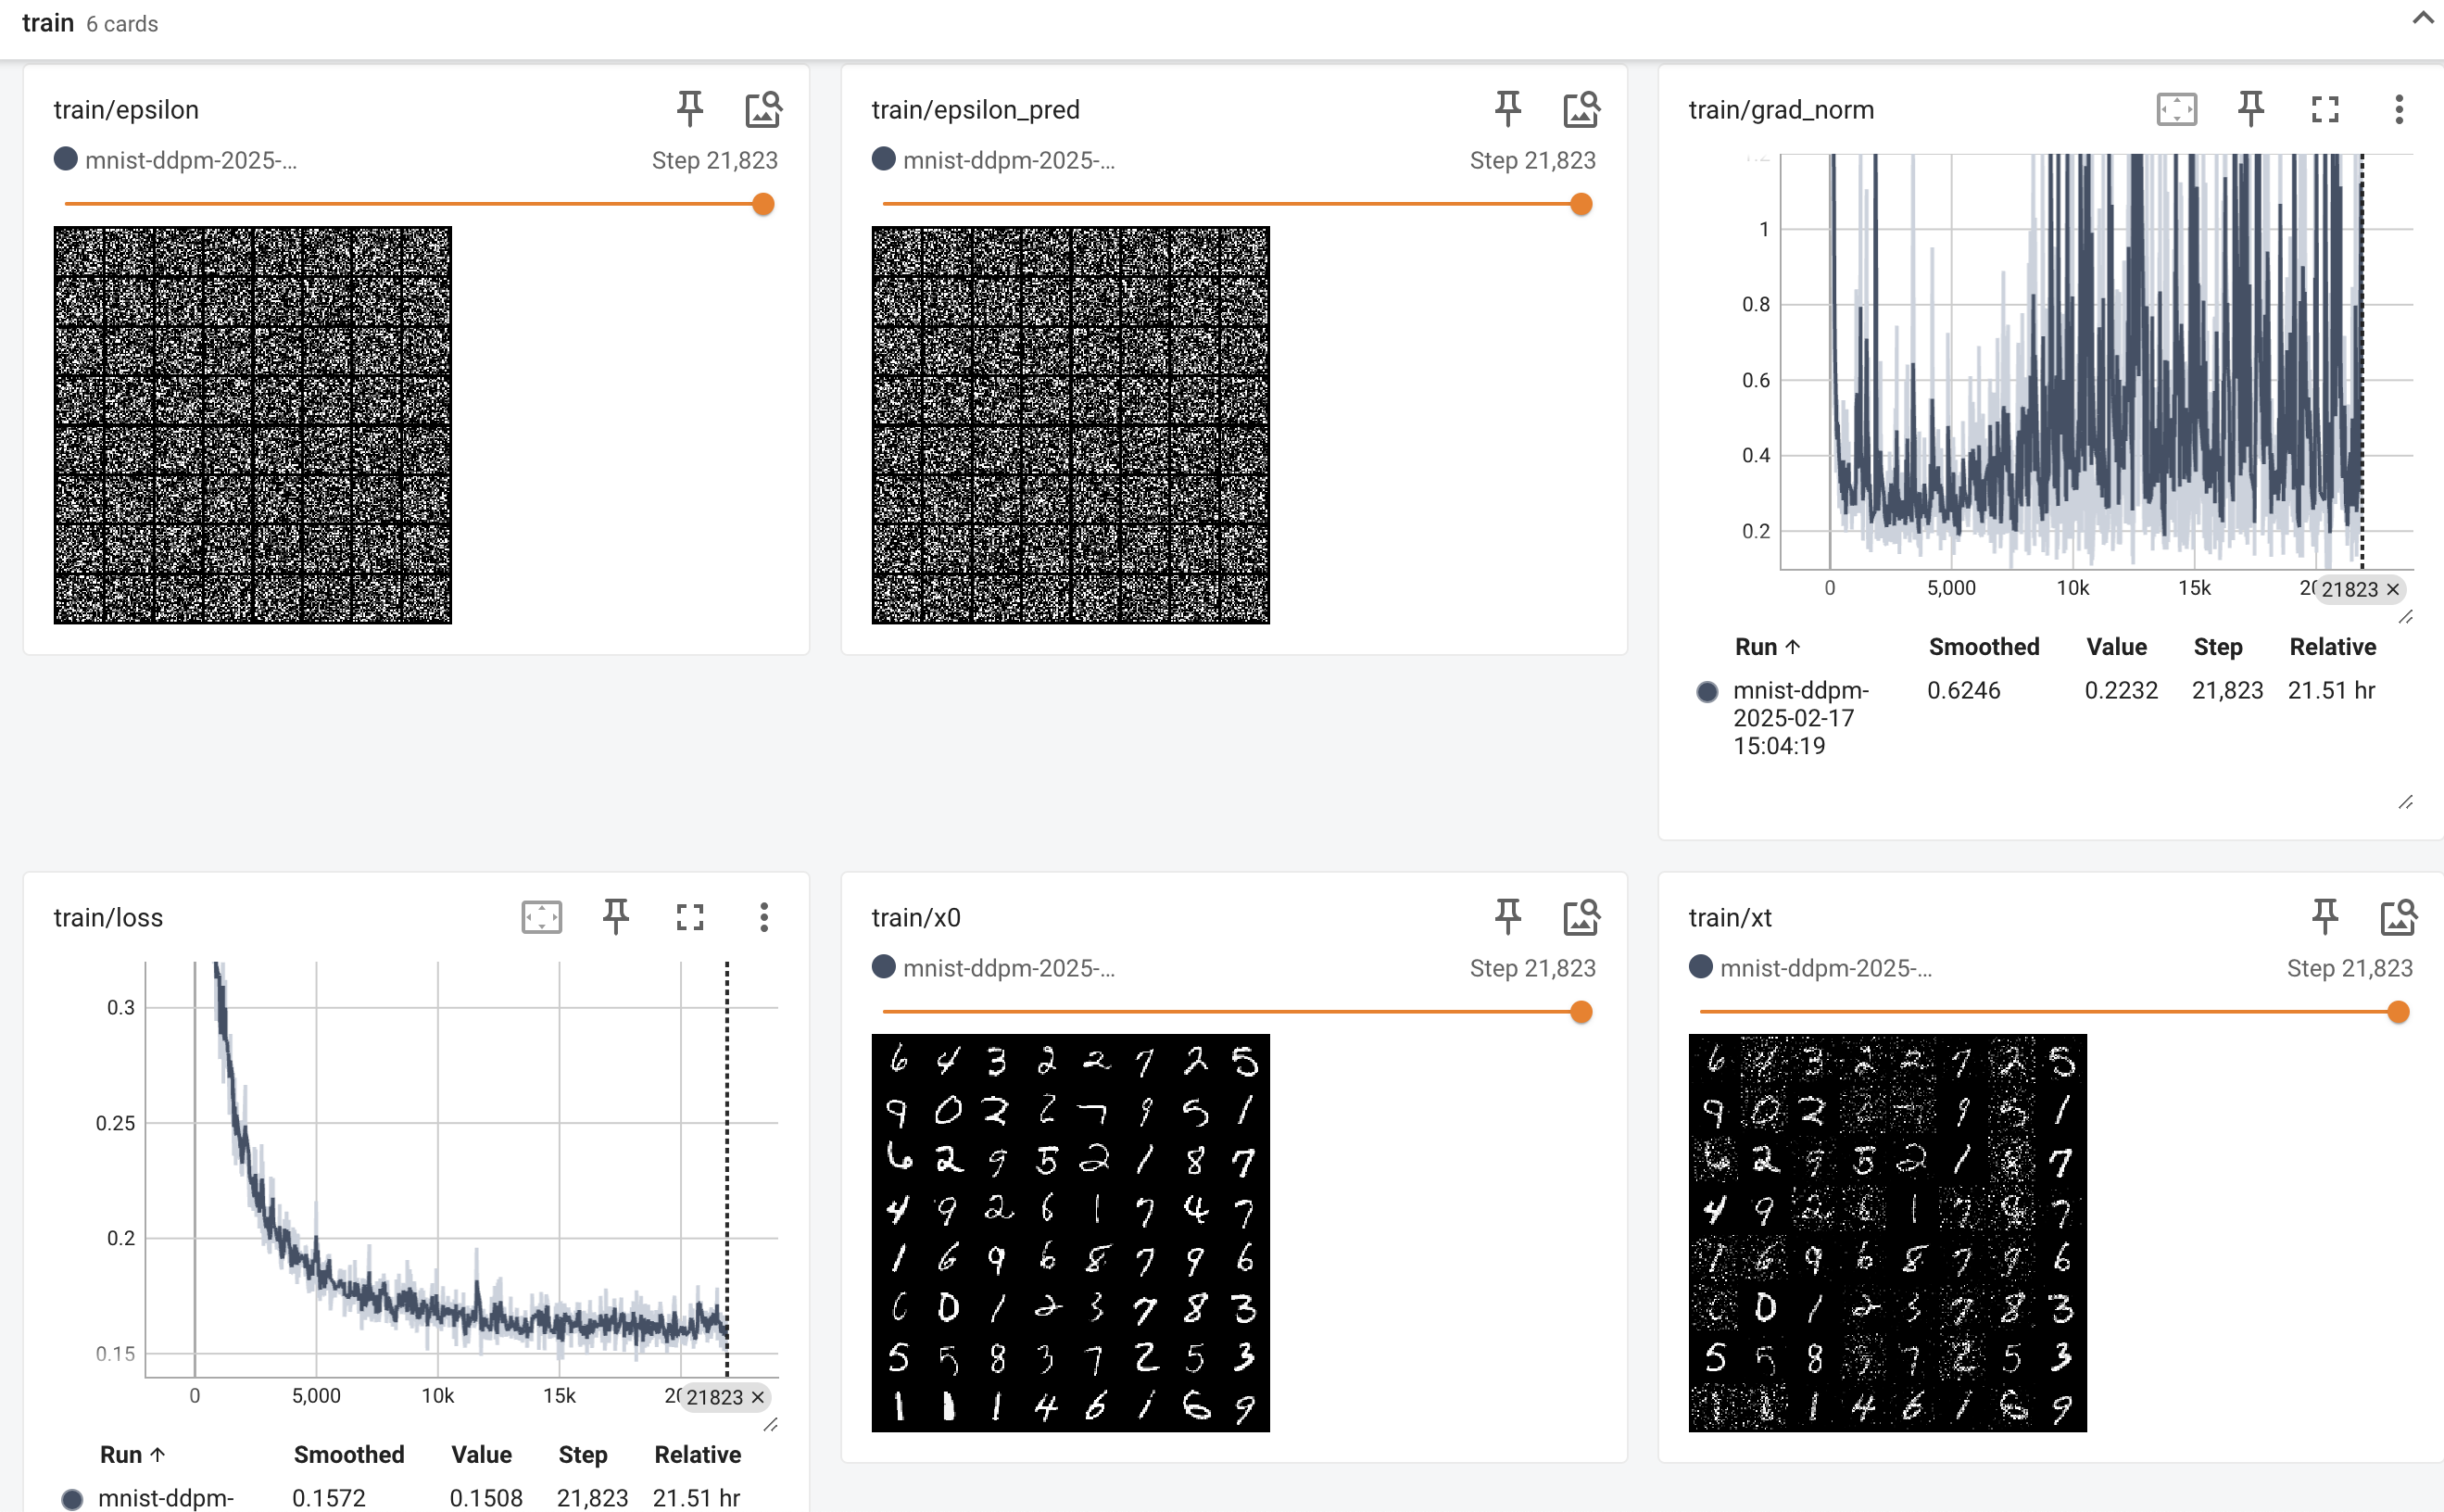 train 6 cards
train/epsilon
mnist-ddpm-2025-... Step 21,823
train/epsilon_pred
mnist-ddpm-2025-... Step 21,823
train/grad_norm
1.2
1
0.8
0.6
0.4
0.2
0 5,000 10k 15k 20 21823 ×
Run ↑ Smoothed Value Step Relative
mnist-ddpm- 0.6246 0.2232 21,823 21.51 hr
2025-02-17
15:04:19
train/loss
0.3
0.25
0.2
0.15
0 5,000 10k 15k 20 21823 ×
Run ↑ Smoothed Value Step Relative
mnist-ddpm- 0.1572 0.1508 21,823 21.51 hr
train/x0
mnist-ddpm-2025-... Step 21,823
6 4 3 2 2 7 2 5
9 0 2 2 7 9 5 1
6 2 9 5 2 1 8 7
4 9 2 6 1 7 4 7
1 6 9 6 8 7 9 6
0 1 2 3 7 8 3
5 5 8 3 7 2 5 3
1 1 1 4 6 1 6 9
train/xt
mnist-ddpm-2025-... Step 21,823